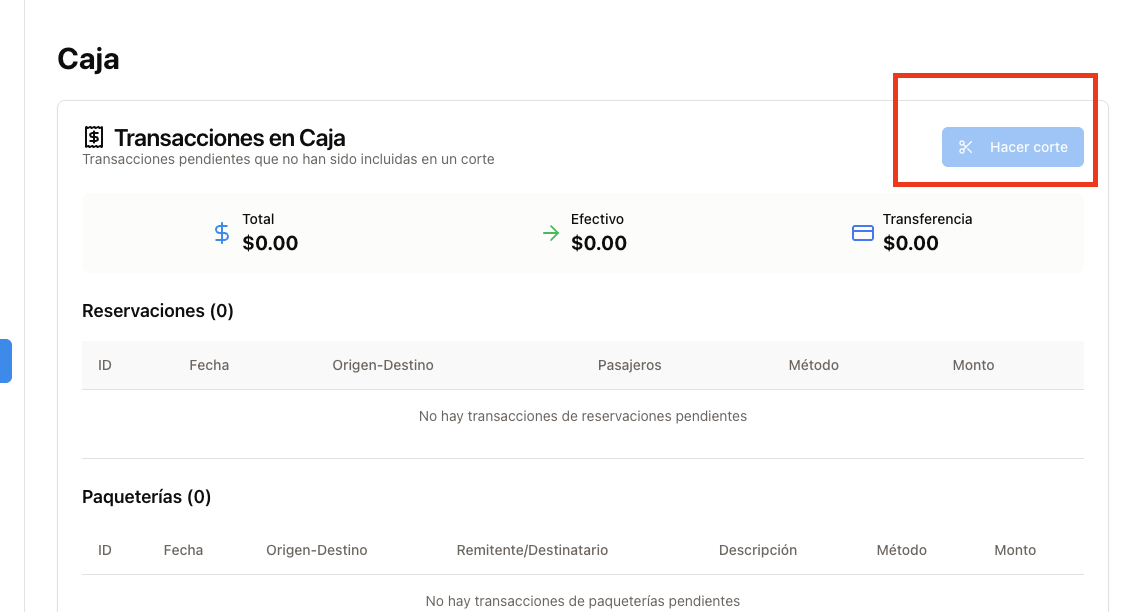 Caja
Transacciones en Caja
Transacciones pendientes que no han sido incluidas en un corte
Hacer corte
Total
$0.00
Efectivo
$0.00
Transferencia
$0.00
Reservaciones (0)
ID Fecha Origen-Destino Pasajeros Método Monto
No hay transacciones de reservaciones pendientes
Paqueterías (0)
ID Fecha Origen-Destino Remitente/Destinatario Descripción Método Monto
No hay transacciones de paqueterías pendientes